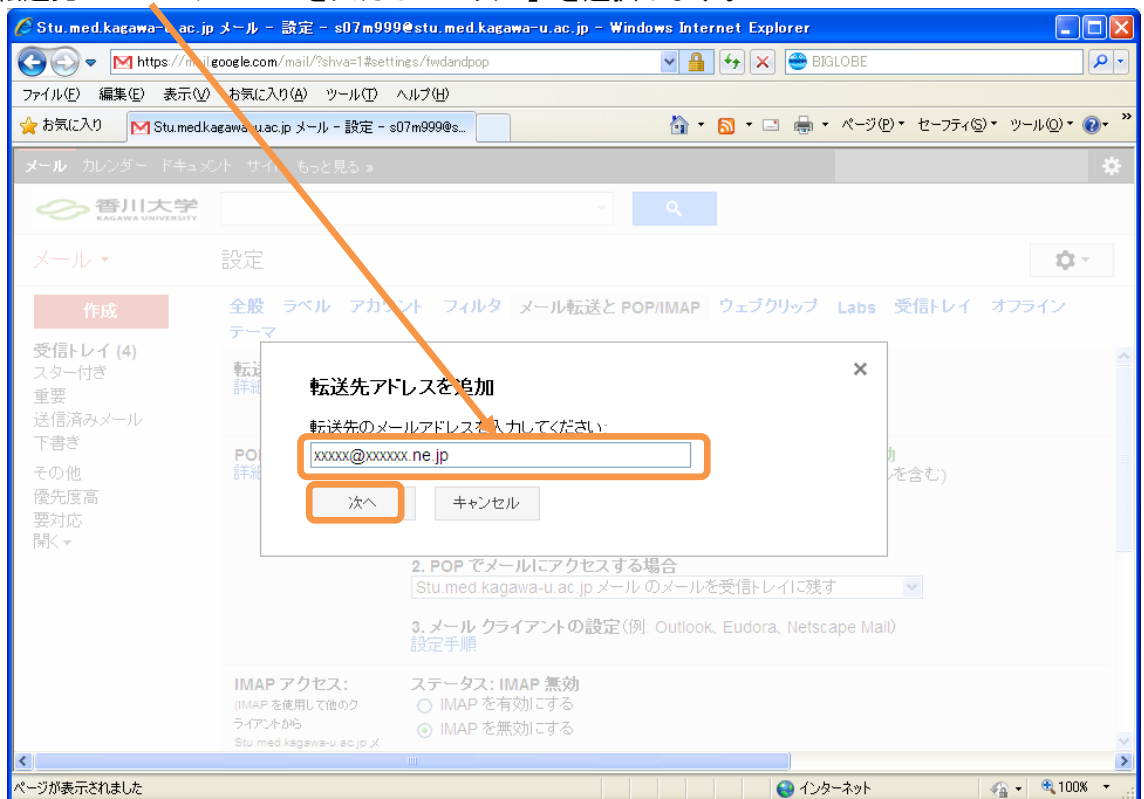 Stu.med.kagawa-u.ac.jp メール - 設定 - s07m999@stu.med.kagawa-u.ac.jp - Windows Internet Explorer
https://mail.google.com/mail/?shva=1#settings/fwdandpop
BIGLOBE
ファイル(F) 編集(E) 表示(V) お気に入り(A) ツール(T) ヘルプ(H)
お気に入り
Stu.med.kagawa-u.ac.jp メール - 設定 - s07m999@s...
ページ(P) セーフティ(S) ツール(O) »
メール カレンダー ドキュメント サイト もっと見る »
香川大学
KAGAWA UNIVERSITY
メール
設定
作成
全般 ラベル アカウント フィルタ メール転送と POP/IMAP ウェブクリップ Labs 受信トレイ オフライン
テーマ
受信トレイ (4)
スター付き
重要
送信済みメール
下書き
その他
優先度高
要対応
開く
転送
詳細
転送先アドレスを追加
転送先のメールアドレスを入力してください:
xxxxx@xxxxxx.ne.jp
次へ
キャンセル
PO
詳細
を含む)
2. POP でメールにアクセスする場合
Stu.med.kagawa-u.ac.jp メール のメールを受信トレイに残す
3. メール クライアントの設定(例: Outlook、Eudora、Netscape Mail)
設定手順
IMAP アクセス:
(IMAP を使用して他のク
ライアントから
Stu.med.kagawa-u.ac.jp メ
ステータス: IMAP 無効
IMAP を有効にする
IMAP を無効にする
ページが表示されました
インターネット
100%